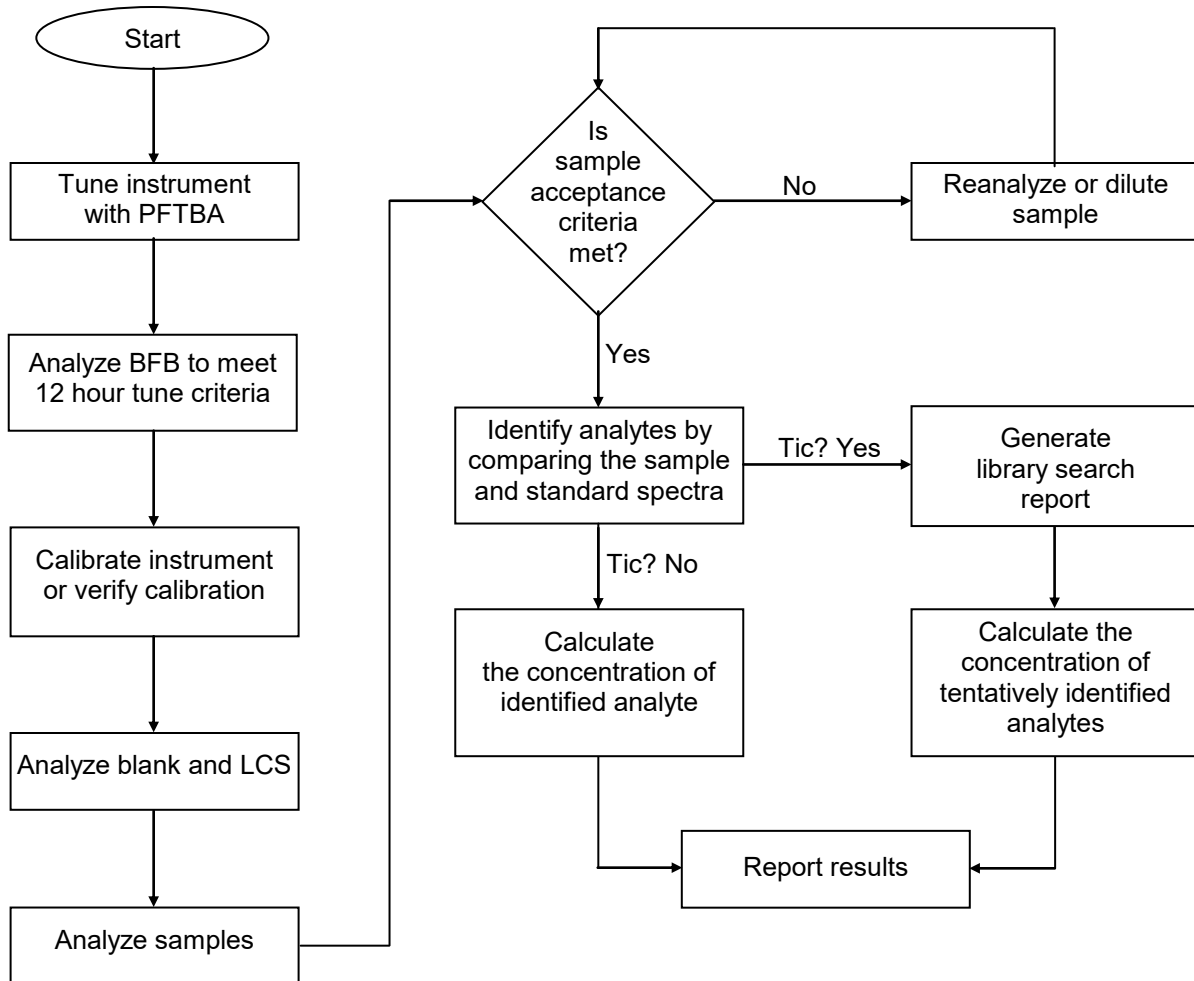 Start
Tune instrument
with PFTBA
Analyze BFB to meet
12 hour tune criteria
Calibrate instrument
or verify calibration
Analyze blank and LCS
Analyze samples
Is
sample
acceptance
criteria
met?
No
Reanalyze or dilute
sample
Yes
Identify analytes by
comparing the sample
and standard spectra
Tic? Yes
Generate
library search
report
Tic? No
Calculate
the concentration of
identified analyte
Calculate the
concentration of
tentatively identified
analytes
Report results